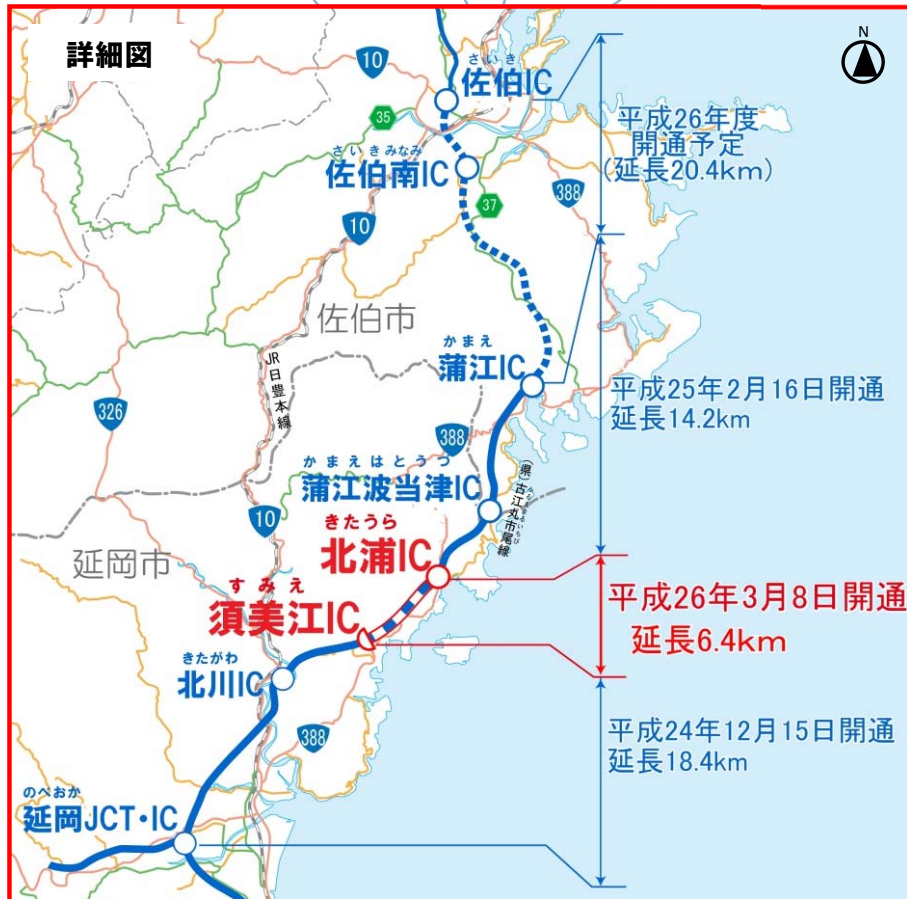 詳細図
N
10
さいき
佐伯IC
35
さいきみなみ
佐伯南IC
平成26年度
開通予定
(延長20.4km)
388
37
10
佐伯市
かまえ
蒲江IC
JR日豊本線
平成25年2月16日開通
延長14.2km
326
388
かまえはとうづ
蒲江波当津IC
(県)古江丸市尾線
10
きたうら
北浦IC
延岡市
すみえ
須美江IC
平成26年3月8日開通
延長6.4km
きたがわ
北川IC
388
平成24年12月15日開通
延長18.4km
のべおか
延岡JCT・IC